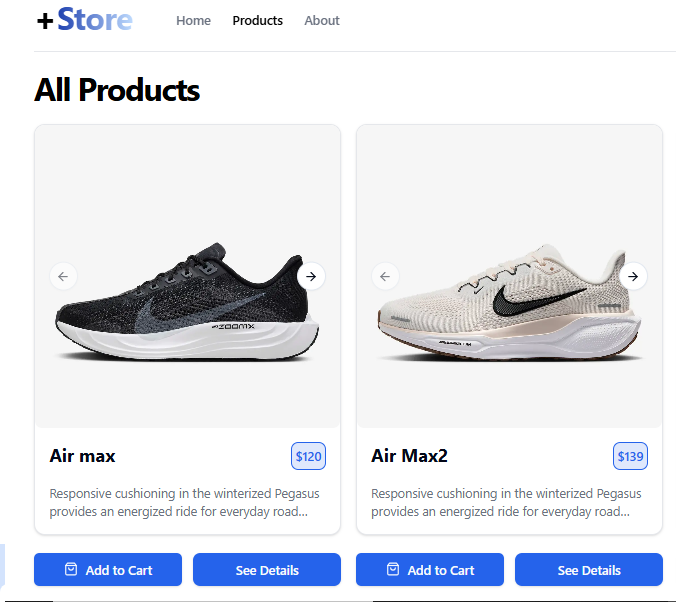 +Store
Home Products About
All Products
ZOOMX
Air max $120
Responsive cushioning in the winterized Pegasus
provides an energized ride for everyday road...
Add to Cart See Details
Air Max2 $139
Responsive cushioning in the winterized Pegasus
provides an energized ride for everyday road...
Add to Cart See Details